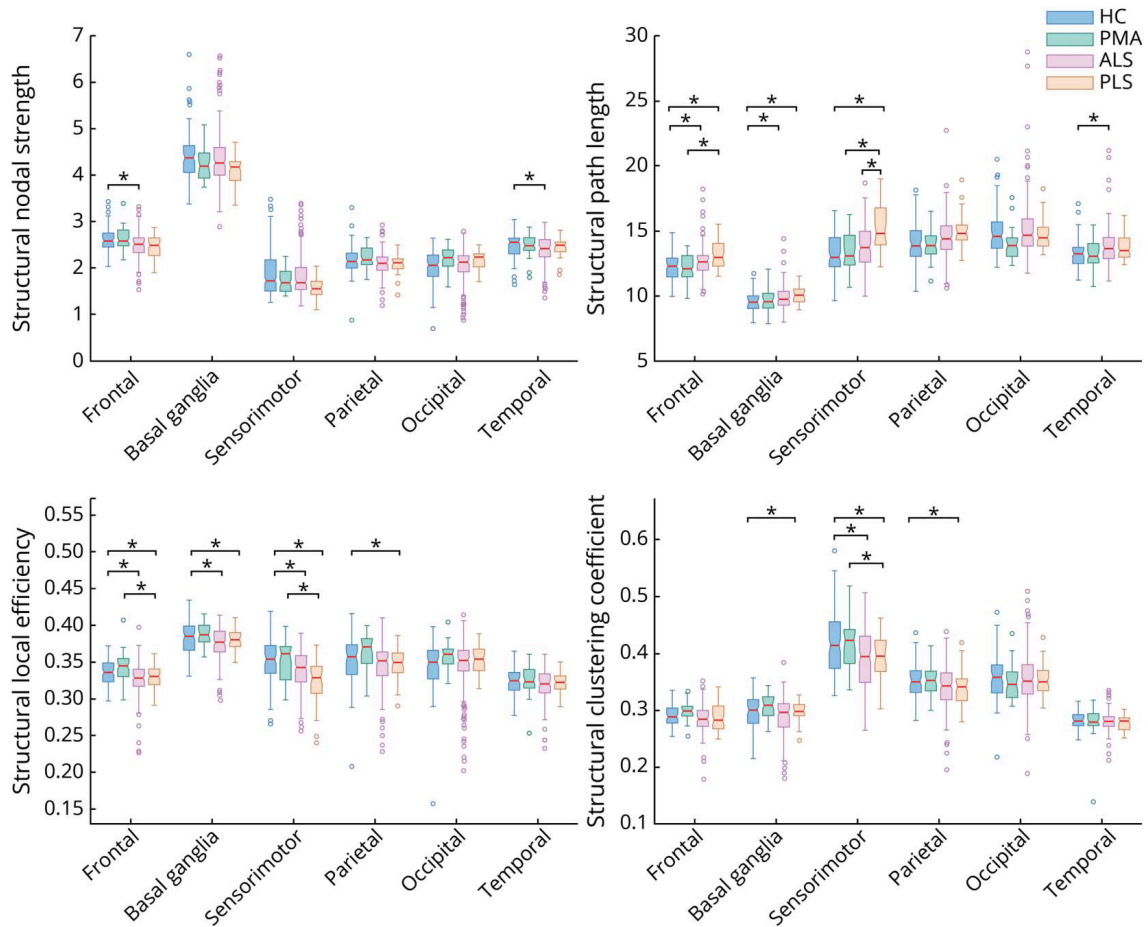 Structural nodal strength
7
6
5
4
3
2
1
0
*
*
Frontal
Basal ganglia
Sensorimotor
Parietal
Occipital
Temporal
Structural path length
30
25
20
15
10
5
HC
PMA
ALS
PLS
*
*
*
*
*
*
*
*
*
Frontal
Basal ganglia
Sensorimotor
Parietal
Occipital
Temporal
Structural local efficiency
0.55
0.50
0.45
0.40
0.35
0.30
0.25
0.20
0.15
*
*
*
*
*
*
*
*
*
Frontal
Basal ganglia
Sensorimotor
Parietal
Occipital
Temporal
Structural clustering coefficient
0.6
0.5
0.4
0.3
0.2
0.1
*
*
*
*
*
Frontal
Basal ganglia
Sensorimotor
Parietal
Occipital
Temporal